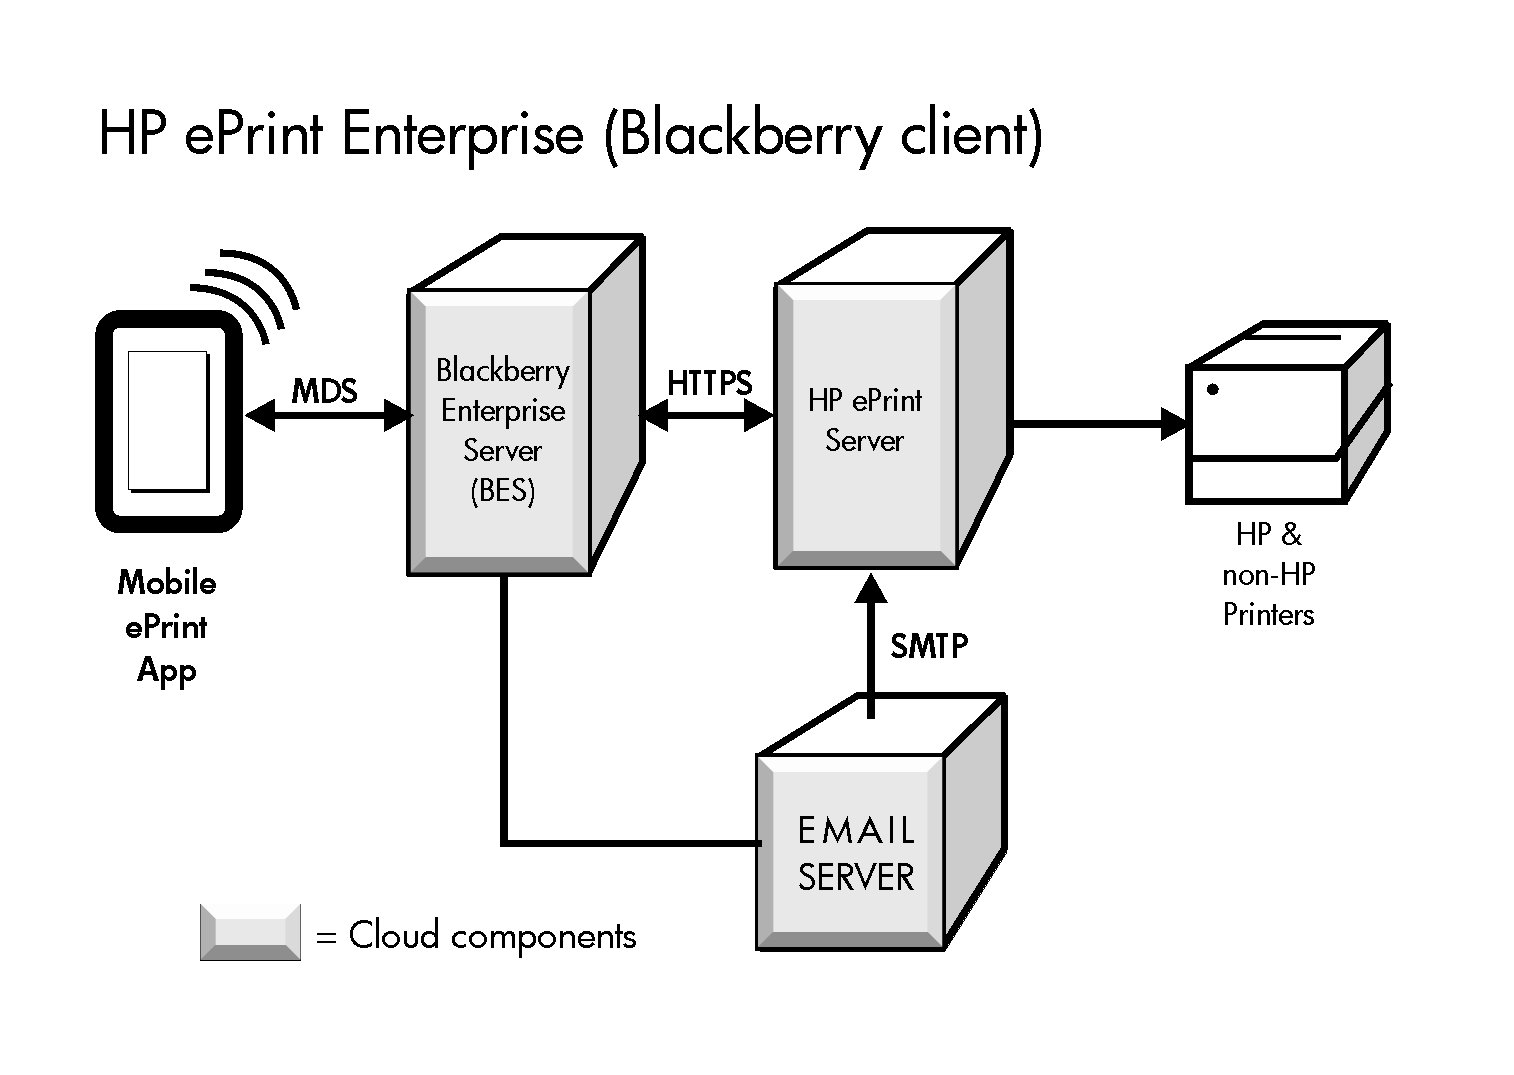 HP ePrint Enterprise (Blackberry client)
MDS
Blackberry
Enterprise
Server
(BES)
HTTPS
HP ePrint
Server
HP &
non-HP
Printers
Mobile
ePrint
App
SMTP
EMAIL
SERVER
= Cloud components